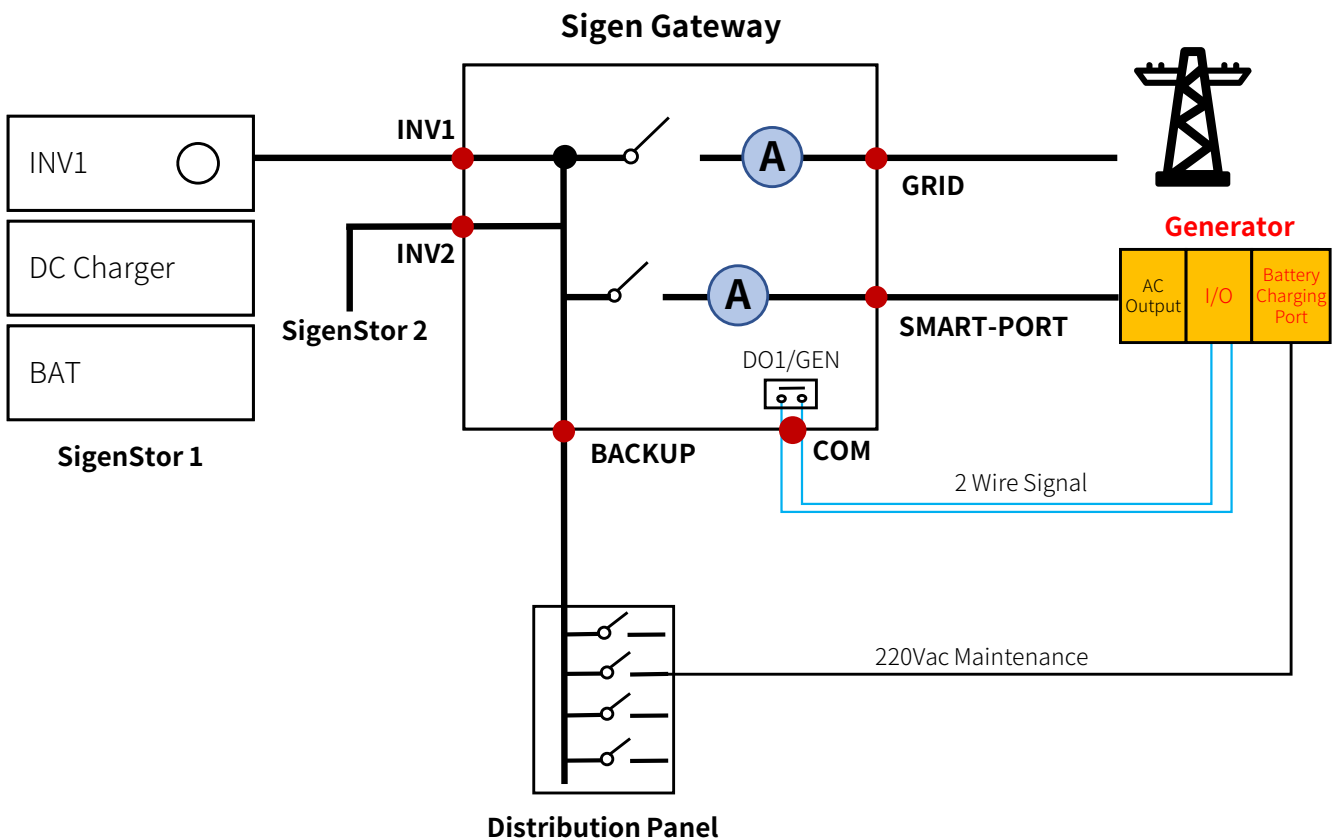 Sigen Gateway
INV1
INV1
A
GRID
Generator
INV2
DC Charger
AC
Output
I/O
Battery
Charging
Port
A
SigenStor 2
SMART-PORT
BAT
DO1/GEN
SigenStor 1
BACKUP
COM
2 Wire Signal
220Vac Maintenance
Distribution Panel